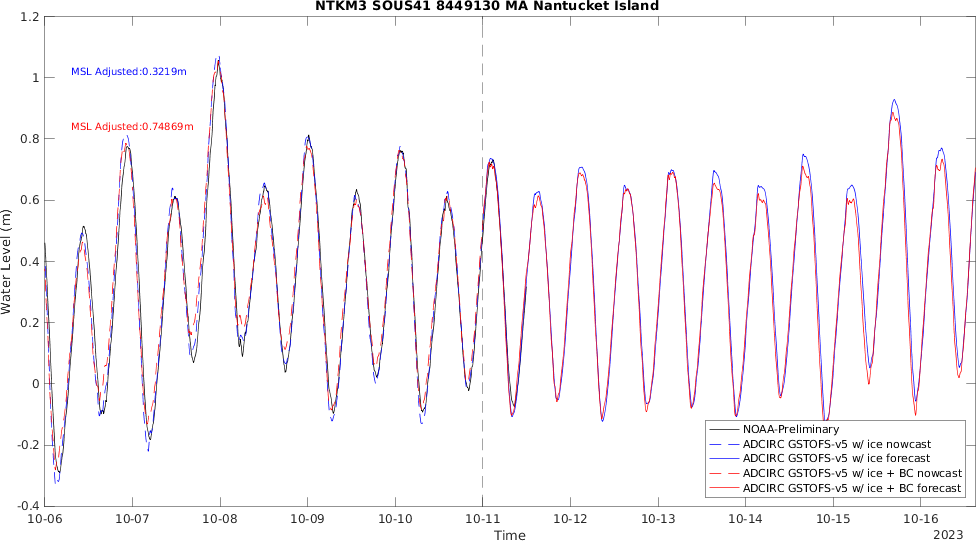 NTKM3 SOUS41 8449130 MA Nantucket Island
1.2
1
0.8
0.6
0.4
0.2
0
-0.2
-0.4
Water Level (m)
MSL Adjusted:0.3219m
MSL Adjusted:0.74869m
NOAA-Preliminary
ADCIRC GSTOFS-v5 w/ ice nowcast
ADCIRC GSTOFS-v5 w/ ice forecast
ADCIRC GSTOFS-v5 w/ ice + BC nowcast
ADCIRC GSTOFS-v5 w/ ice + BC forecast
10-06 10-07 10-08 10-09 10-10 10-11 10-12 10-13 10-14 10-15 10-16
Time
2023